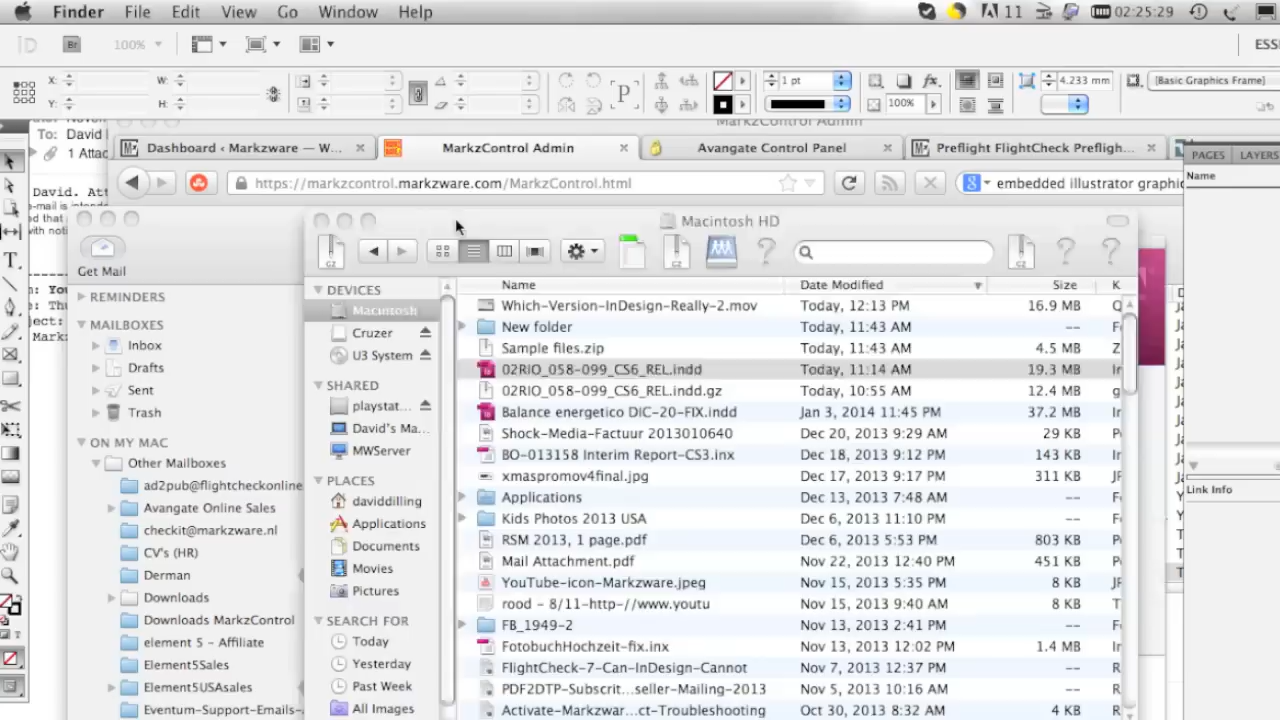 Finder File Edit View Go Window Help 11 02:25:29
Br 100% ESS
X: W: 1 pt fx. 4.233 mm [Basic Graphics Frame]
Y: H: P 100%
MarkzControl Admin
To: David
Dashboard ‹ Markzware — W... MarkzControl Admin Avangate Control Panel Preflight FlightCheck Prefligh... PAGES LAYERS
1 Attac
https://markzcontrol.markzware.com/MarkzControl.html embedded illustrator graphic Name
David. Att
Macintosh HD
Get Mail
Name Date Modified Size K
REMINDERS
MAILBOXES
Inbox
Drafts
Sent
Trash
ON MY MAC
Other Mailboxes
ad2pub@flightcheckonline
Avangate Online Sales
checkit@markzware.nl
CV's (HR)
Derman
Downloads
Downloads MarkzControl
element 5 - Affiliate
Element5Sales
Element5USAsales
Eventum-Support-Emails-
DEVICES
Macintosh
Cruzer
U3 System
SHARED
playstat...
David's Ma...
MWServer
PLACES
daviddilling
Applications
Documents
Movies
Pictures
SEARCH FOR
Today
Yesterday
Past Week
All Images
Which-Version-InDesign-Really-2.mov Today, 12:13 PM 16.9 MB
New folder Today, 11:43 AM --
Sample files.zip Today, 11:43 AM 4.5 MB
02RIO_058-099_CS6_REL.indd Today, 11:14 AM 19.3 MB
02RIO_058-099_CS6_REL.indd.gz Today, 10:55 AM 12.4 MB
Balance energetico DIC-20-FIX.indd Jan 3, 2014 11:45 PM 37.2 MB
Shock-Media-Factuur 2013010640 Dec 20, 2013 9:29 AM 29 KB
BO-013158 Interim Report-CS3.inx Dec 18, 2013 9:12 PM 143 KB
xmaspromov4final.jpg Dec 17, 2013 9:17 PM 311 KB
Applications Dec 13, 2013 7:48 AM --
Kids Photos 2013 USA Dec 6, 2013 11:10 PM --
RSM 2013, 1 page.pdf Dec 6, 2013 5:53 PM 803 KB
Mail Attachment.pdf Nov 22, 2013 12:40 PM 451 KB
YouTube-icon-Markzware.jpeg Nov 15, 2013 5:35 PM 8 KB
rood - 8/11-http-//www.youtu Nov 15, 2013 9:40 AM 8 KB
FB_1949-2 Nov 13, 2013 2:41 PM --
FotobuchHochzeit-fix.inx Nov 13, 2013 12:02 PM 1.4 MB
FlightCheck-7-Can-InDesign-Cannot Nov 7, 2013 12:37 PM
PDF2DTP-Subscrit...seller-Mailing-2013 Nov 5, 2013 10:16 AM
Activate-Markzwar...ct-Troubleshooting Oct 30, 2013 8:32 AM 4 KB
Link Info